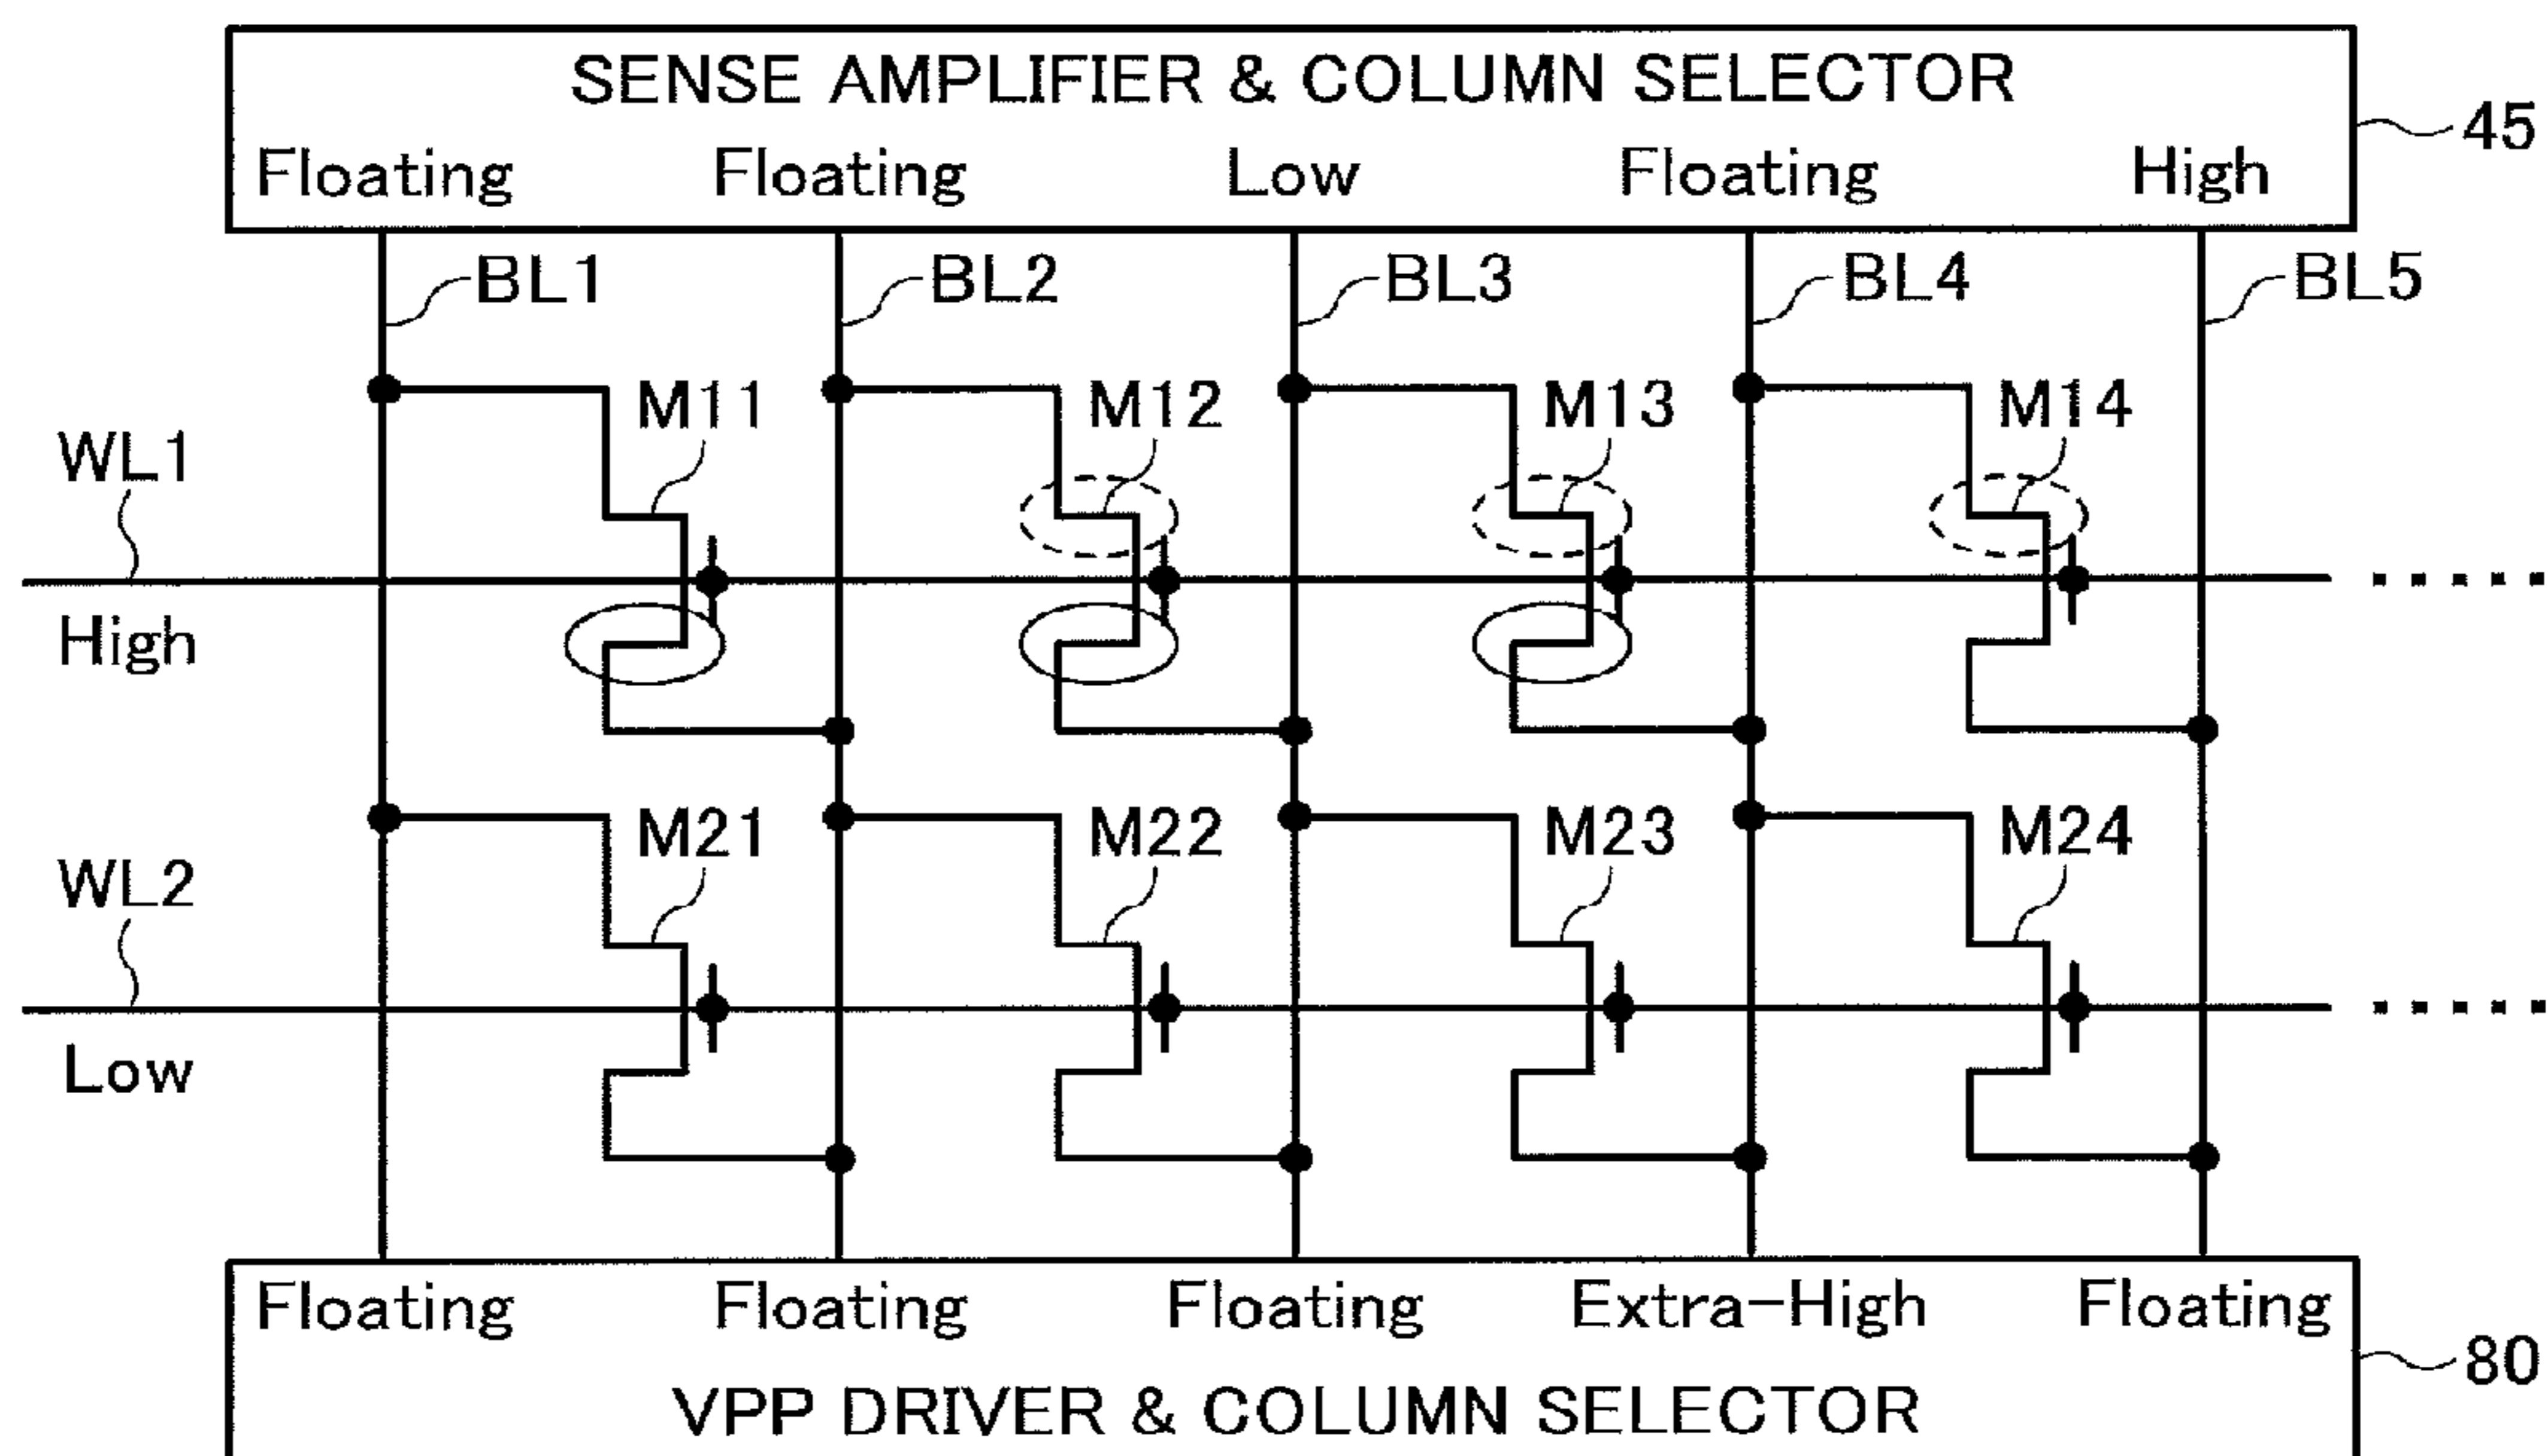 SENSE AMPLIFIER & COLUMN SELECTOR
45
Floating Floating Low Floating High
BL1 BL2 BL3 BL4 BL5
M11 M12 M13 M14
WL1
High
M21 M22 M23 M24
WL2
Low
Floating Floating Floating Extra-High Floating
80
VPP DRIVER & COLUMN SELECTOR